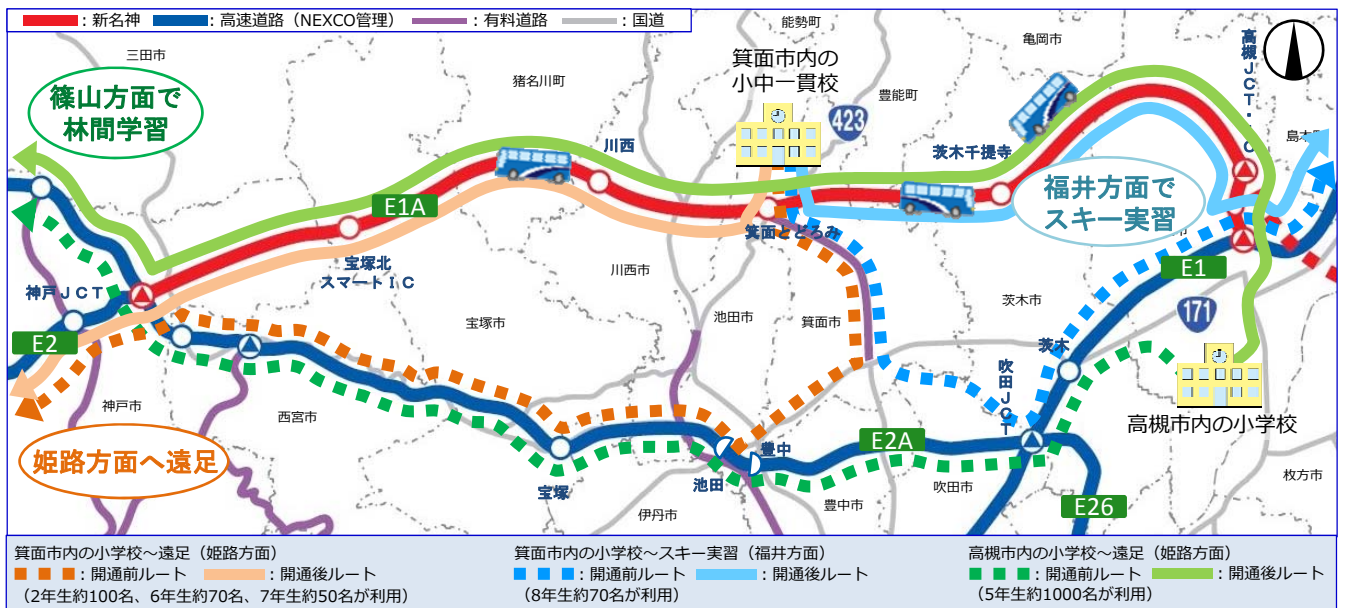 ：新名神　：高速道路（NEXCO管理）　：有料道路　：国道
能勢町
三田市
猪名川町
箕面市内の
小中一貫校
423
豊能町
亀岡市
高槻JCT・IC
島本町
篠山方面で
林間学習
川西
茨木千提寺
福井方面で
スキー実習
E1A
箕面とどろみ
宝塚北
スマートＩＣ
川西市
E1
神戸ＪＣＴ
茨木市
宝塚市
池田市
箕面市
171
E2
茨木
吹田JCT
神戸市
西宮市
高槻市内の小学校
姫路方面へ遠足
豊中
E2A
宝塚
池田
吹田市
枚方市
伊丹市
豊中市
E26
箕面市内の小学校～遠足（姫路方面）
：開通前ルート　：開通後ルート
（2年生約100名、6年生約70名、7年生約50名が利用）
箕面市内の小学校～スキー実習（福井方面）
：開通前ルート　：開通後ルート
（8年生約70名が利用）
高槻市内の小学校～遠足（姫路方面）
：開通前ルート　：開通後ルート
（5年生約1000名が利用）